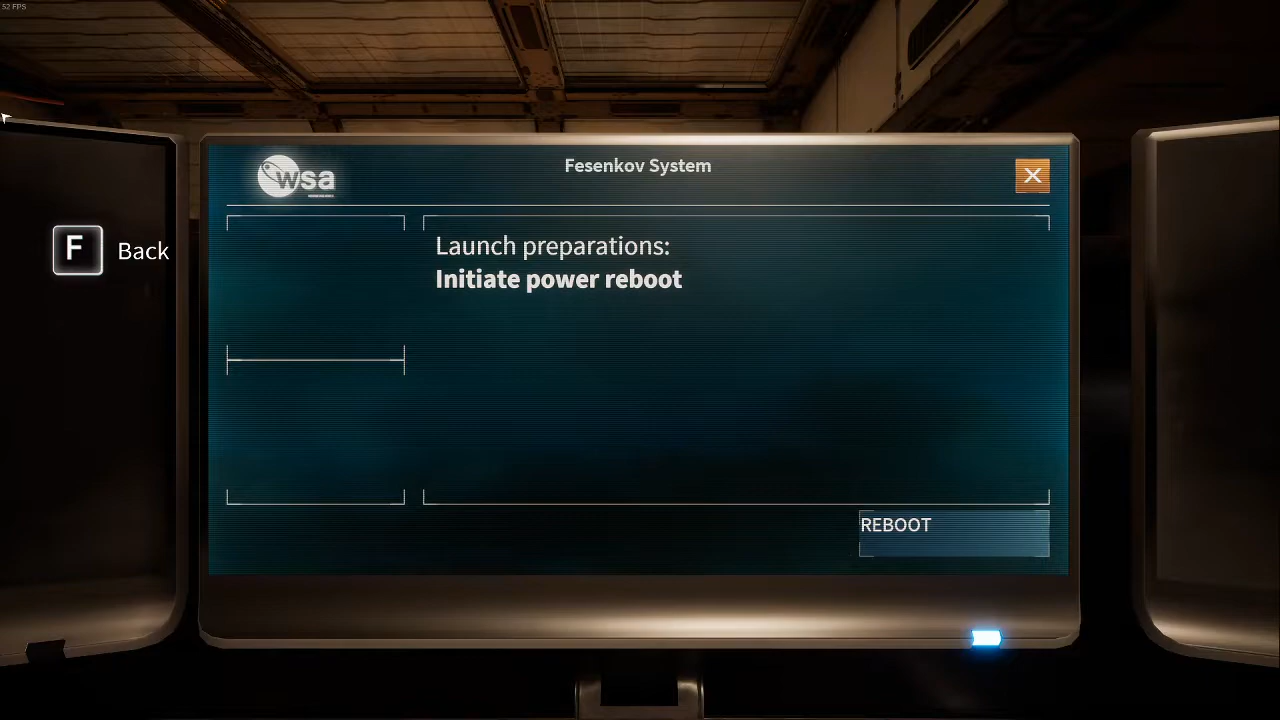 52 FPS
wsa
Fesenkov System
F Back
Launch preparations:
Initiate power reboot
REBOOT